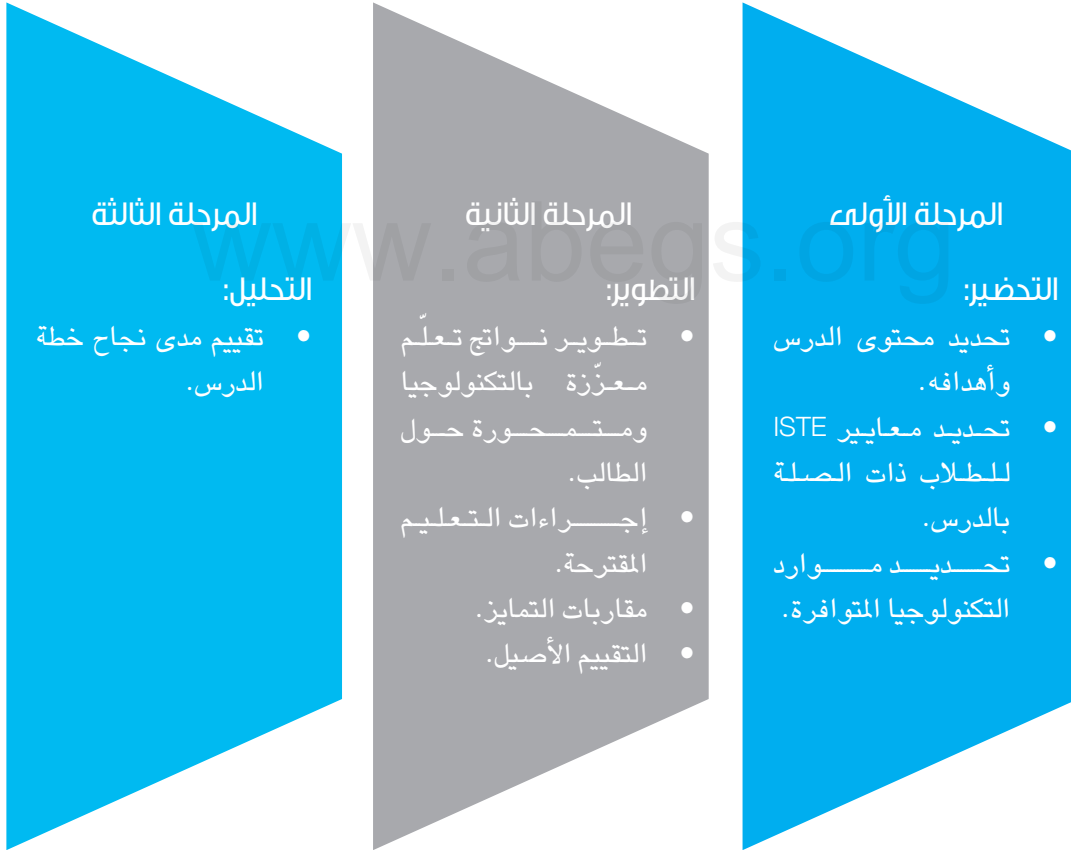 المرحلة الأولى
التحضير:
• تحديد محتوى الدرس
وأهدافه.
• تحديد معايير ISTE
للطلاب ذات الصلة
بالدرس.
• تحديد موارد
التكنولوجيا المتوافرة.
المرحلة الثانية
التطوير:
• تطوير نواتج تعلّم
معزّزة بالتكنولوجيا
ومتمحورة حول
الطالب.
• إجراءات التعليم
المقترحة.
• مقاربات التمايز.
• التقييم الأصيل.
المرحلة الثالثة
التحليل:
• تقييم مدى نجاح خطة
الدرس.
www.abegs.org